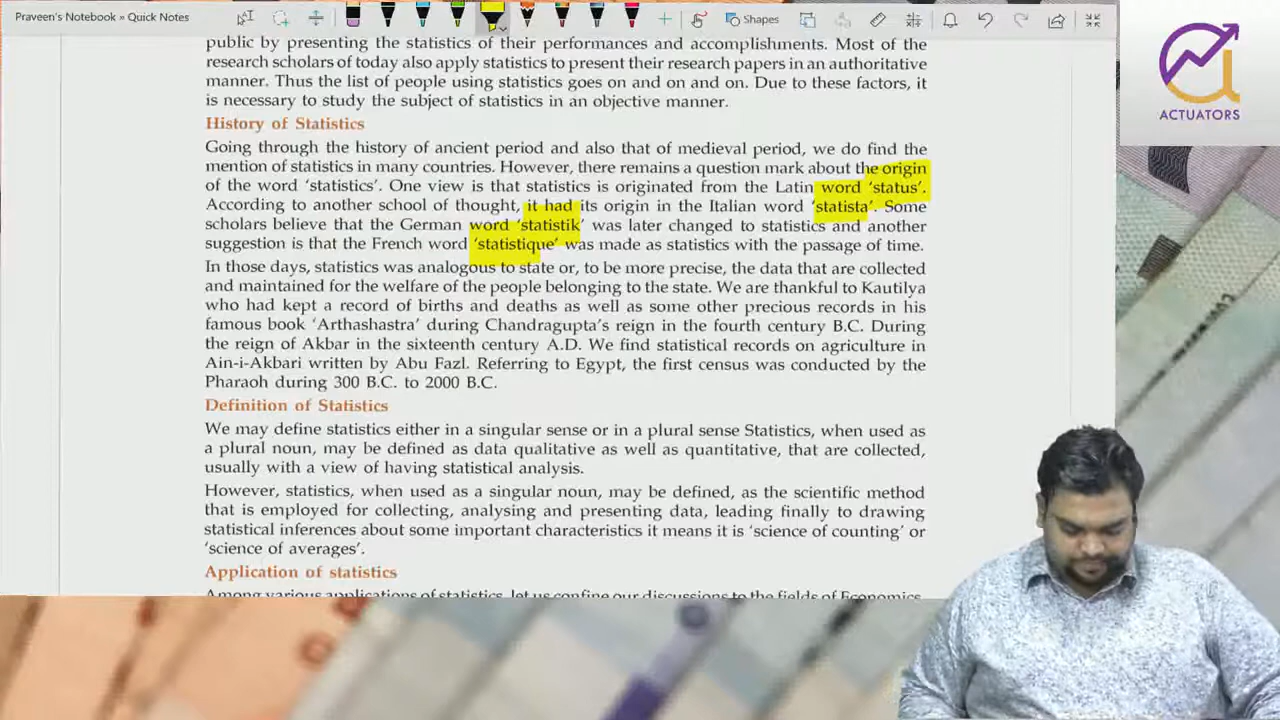 Praveen's Notebook » Quick Notes
Shapes
ACTUATORS
public by presenting the statistics of their performances and accomplishments. Most of the
research scholars of today also apply statistics to present their research papers in an authoritative
manner. Thus the list of people using statistics goes on and on and on. Due to these factors, it
is necessary to study the subject of statistics in an objective manner.
History of Statistics
Going through the history of ancient period and also that of medieval period, we do find the
mention of statistics in many countries. However, there remains a question mark about the origin
of the word ‘statistics’. One view is that statistics is originated from the Latin word ‘status’.
According to another school of thought, it had its origin in the Italian word ‘statista’. Some
scholars believe that the German word ‘statistik’ was later changed to statistics and another
suggestion is that the French word ‘statistique’ was made as statistics with the passage of time.
In those days, statistics was analogous to state or, to be more precise, the data that are collected
and maintained for the welfare of the people belonging to the state. We are thankful to Kautilya
who had kept a record of births and deaths as well as some other precious records in his
famous book ‘Arthashastra’ during Chandragupta’s reign in the fourth century B.C. During
the reign of Akbar in the sixteenth century A.D. We find statistical records on agriculture in
Ain-i-Akbari written by Abu Fazl. Referring to Egypt, the first census was conducted by the
Pharaoh during 300 B.C. to 2000 B.C.
Definition of Statistics
We may define statistics either in a singular sense or in a plural sense Statistics, when used as
a plural noun, may be defined as data qualitative as well as quantitative, that are collected,
usually with a view of having statistical analysis.
However, statistics, when used as a singular noun, may be defined, as the scientific method
that is employed for collecting, analysing and presenting data, leading finally to drawing
statistical inferences about some important characteristics it means it is ‘science of counting’ or
‘science of averages’.
Application of statistics
Among various applications of statistics, let us confine our discussions to the fields of Economics,